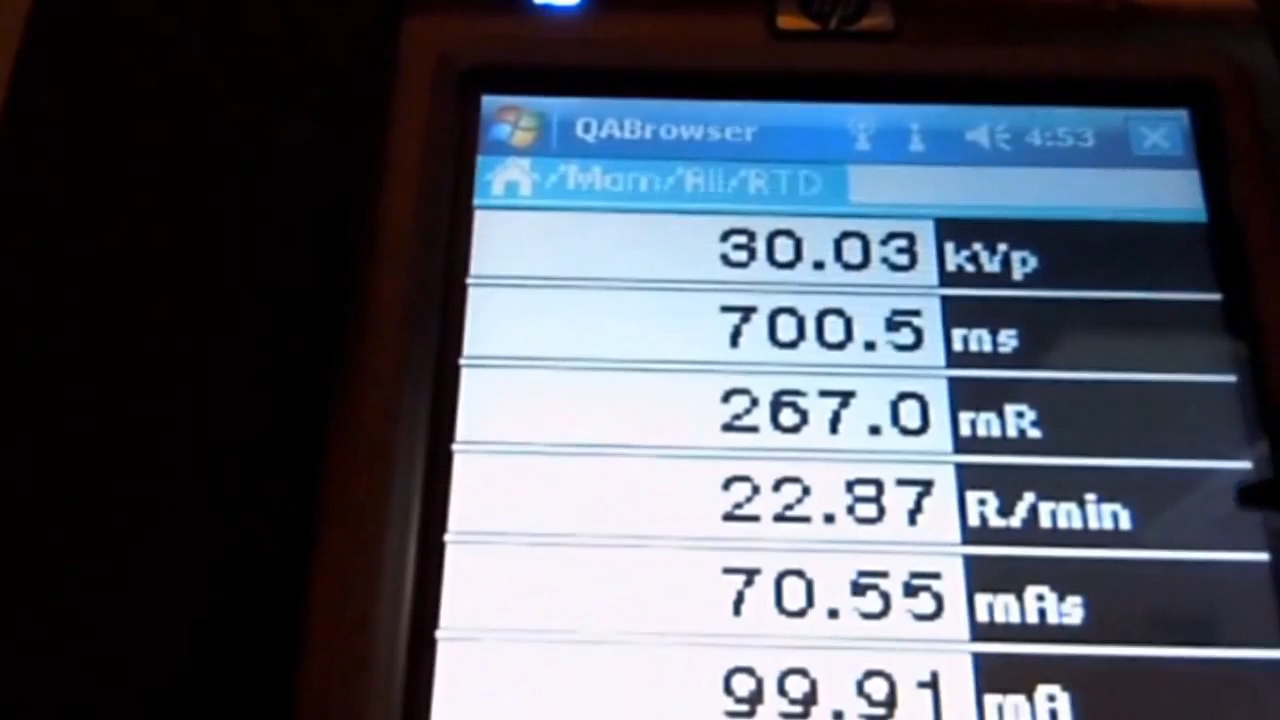 hp
QABrowser 4:53
/Mam/All/RTD
30.03 kVp
700.5 ms
267.0 mR
22.87 R/min
70.55 mAs
99.91 mA